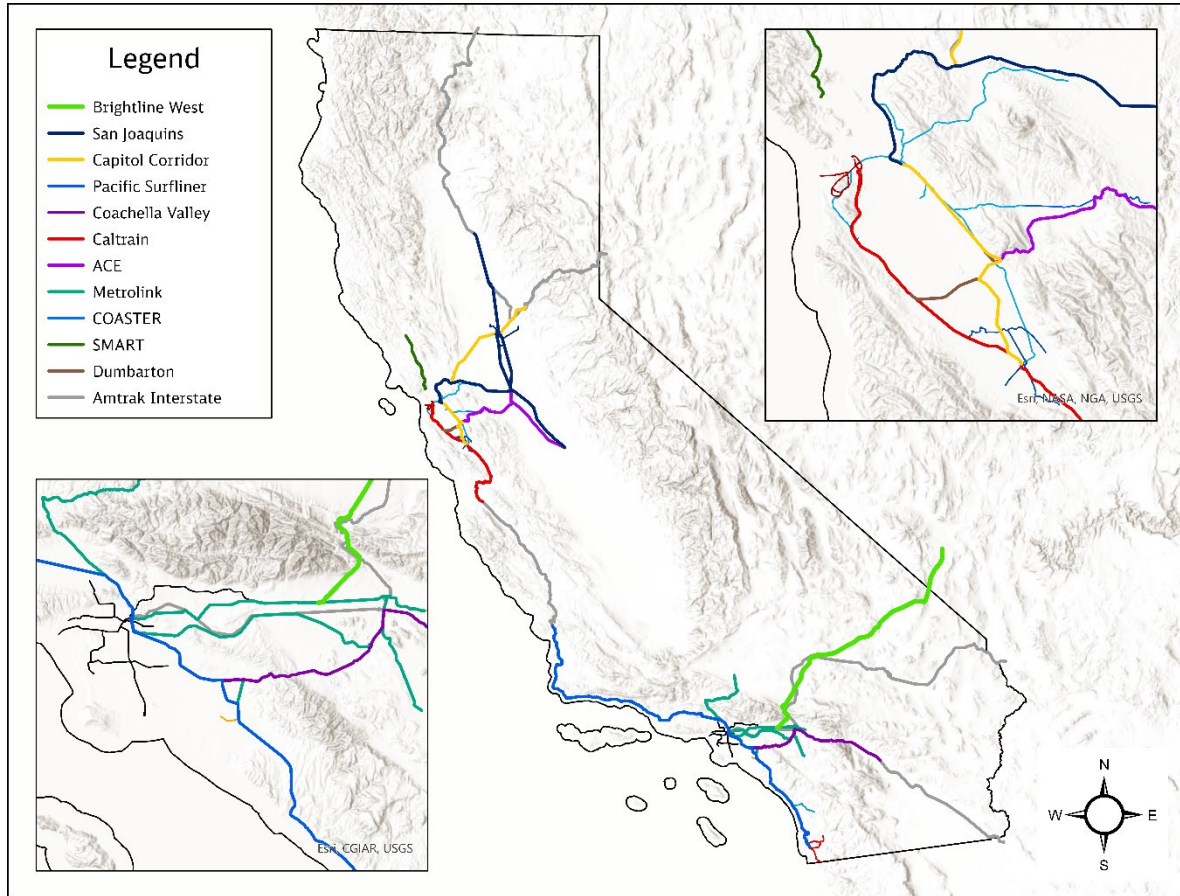 Legend
Brightline West
San Joaquins
Capitol Corridor
Pacific Surfliner
Coachella Valley
Caltrain
ACE
Metrolink
COASTER
SMART
Dumbarton
Amtrak Interstate
Esri, NASA, NGA, USGS
Esri, CGIAR, USGS
N
W E
S